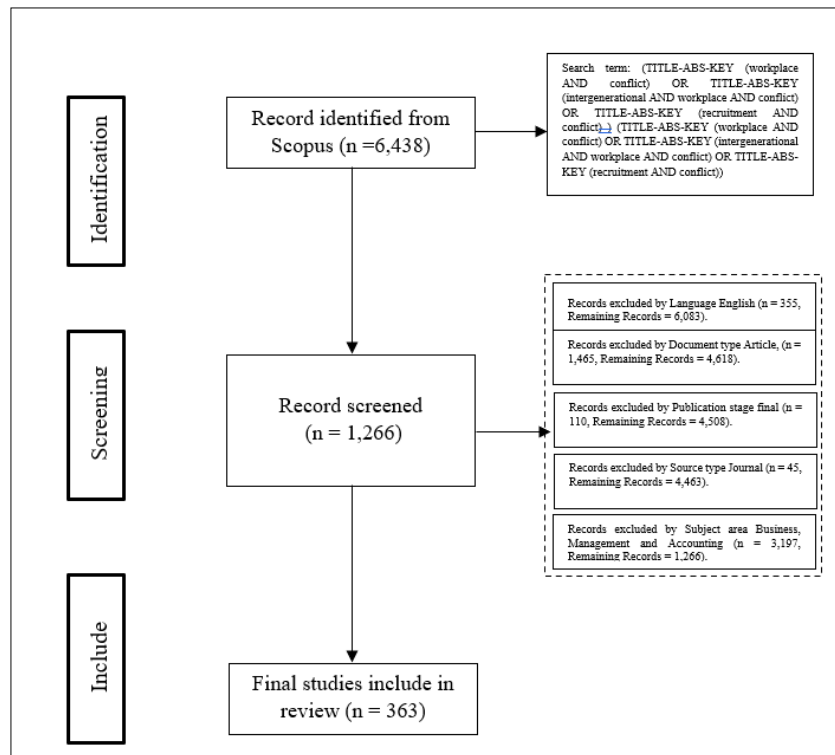 Identification
Record identified from
Scopus (n =6,438)
Search term: (TITLE-ABS-KEY (workplace
AND conflict) OR TITLE-ABS-KEY
(intergenerational AND workplace AND conflict)
OR TITLE-ABS-KEY (recruitment AND
conflict) ) (TITLE-ABS-KEY (workplace AND
conflict) OR TITLE-ABS-KEY (intergenerational
AND workplace AND conflict) OR TITLE-ABS-
KEY (recruitment AND conflict))
Screening
Record screened
(n = 1,266)
Records excluded by Language English (n = 355,
Remaining Records = 6,083).
Records excluded by Document type Article, (n =
1,465, Remaining Records = 4,618).
Records excluded by Publication stage final (n =
110, Remaining Records = 4,508).
Records excluded by Source type Journal (n = 45,
Remaining Records = 4,463).
Records excluded by Subject area Business,
Management and Accounting (n = 3,197,
Remaining Records = 1,266).
Include
Final studies include in
review (n = 363)